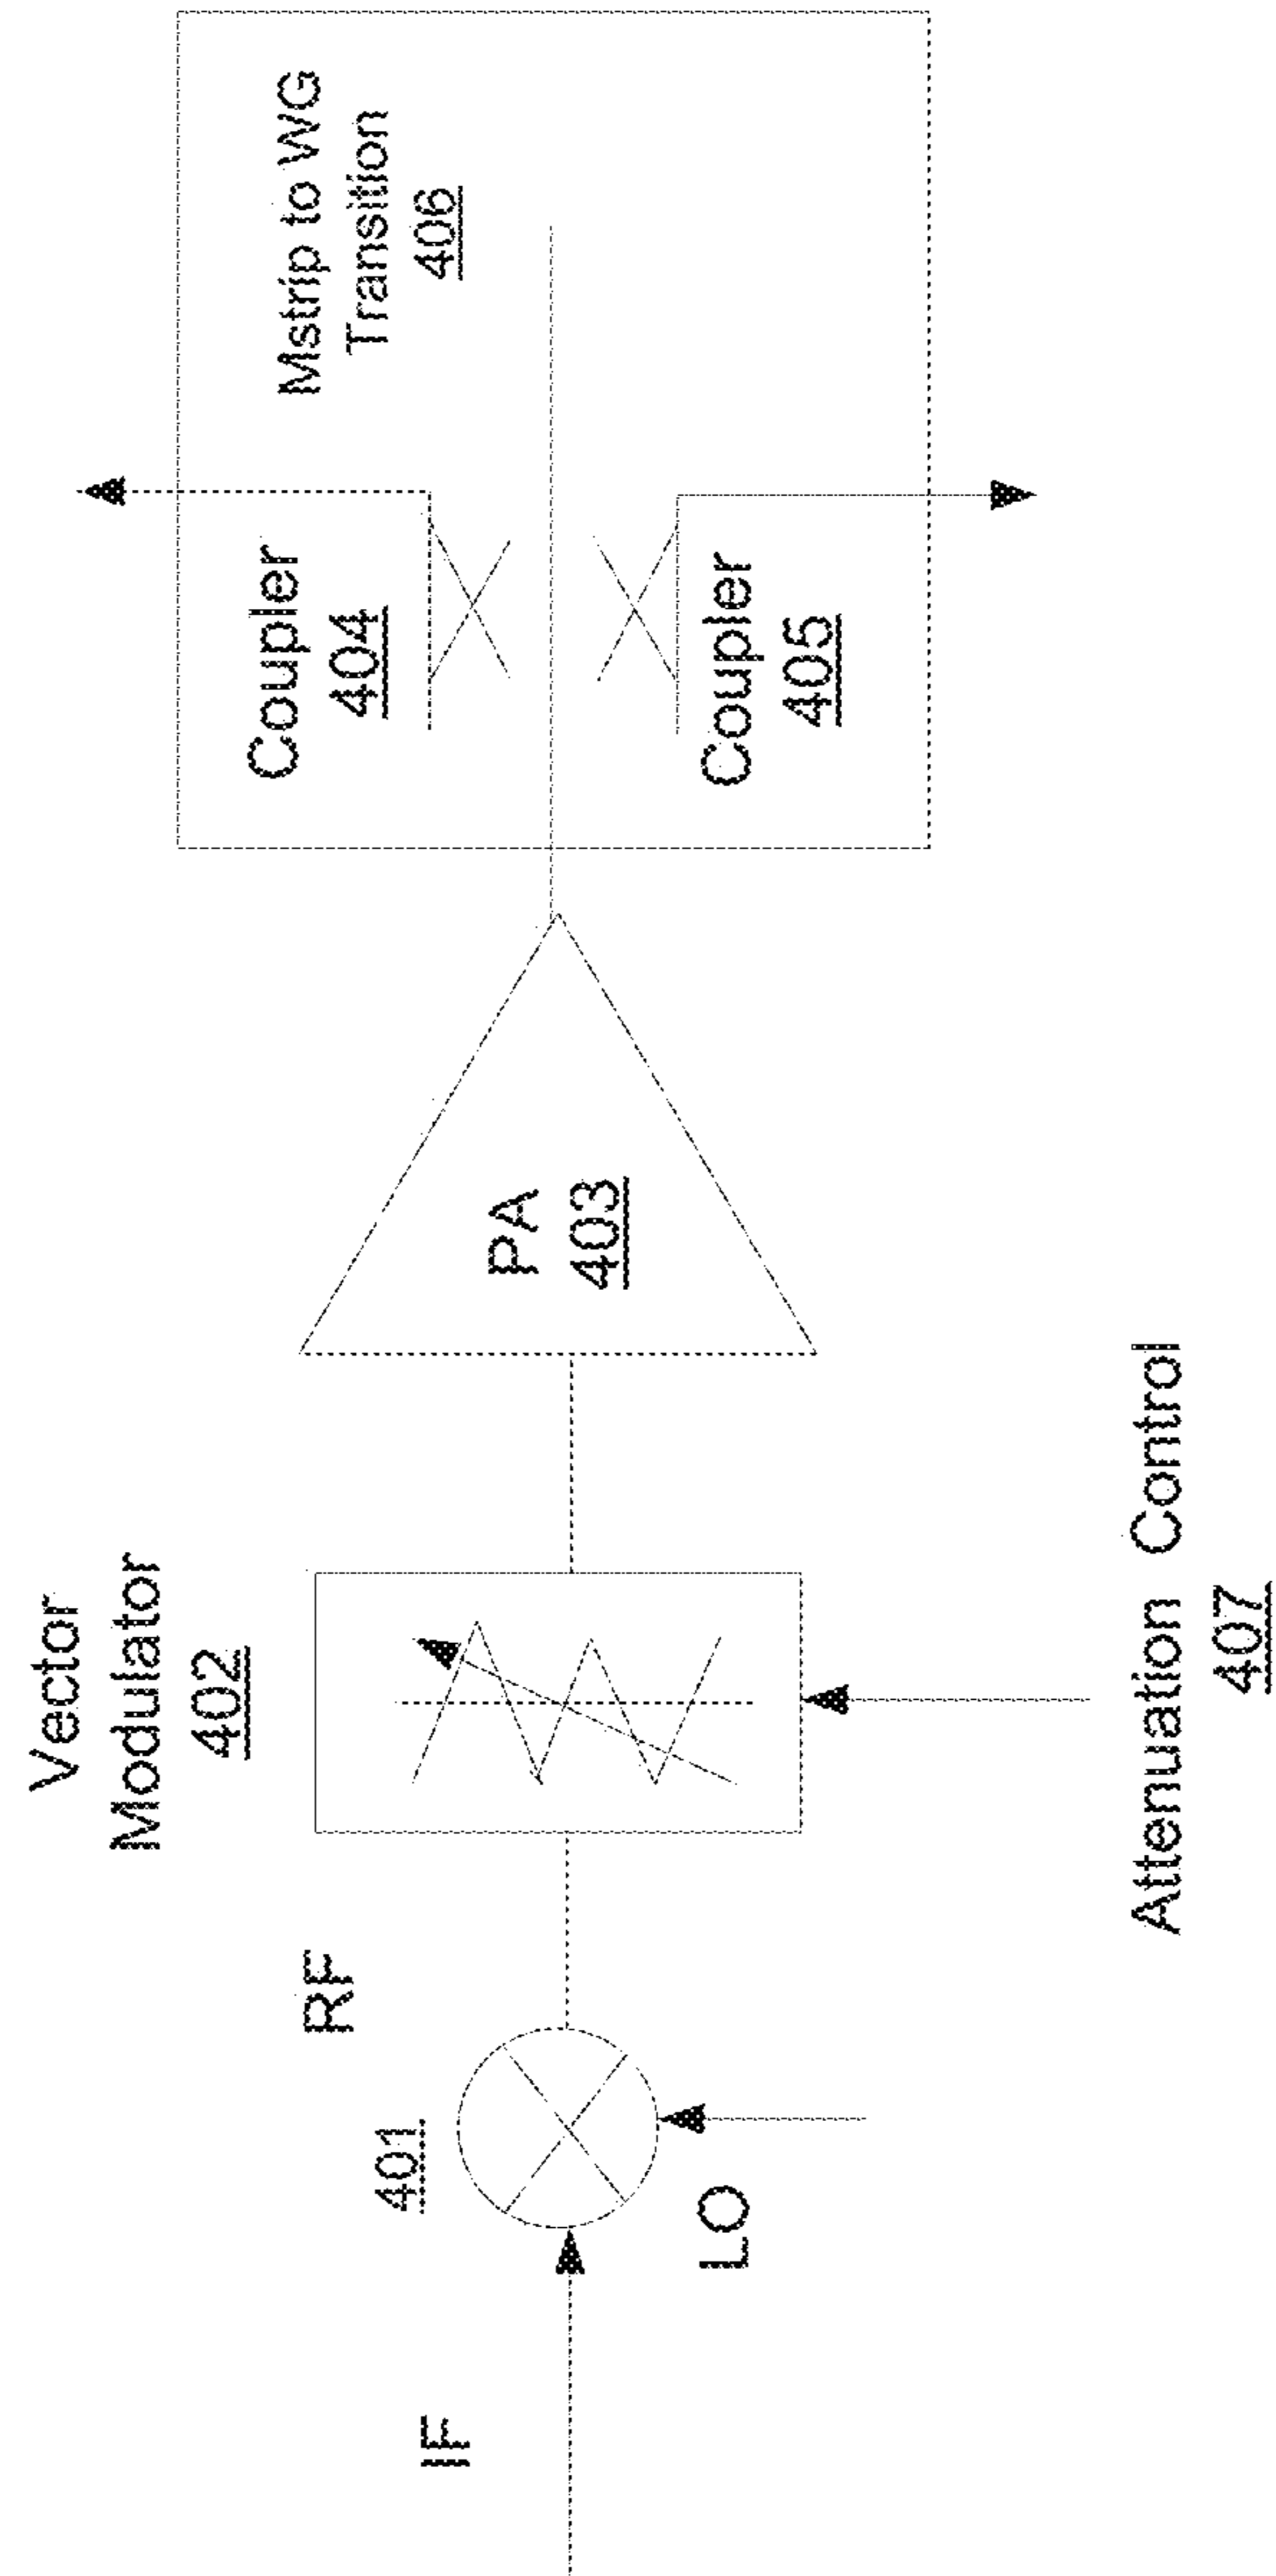 IF
LO
401
RF
Vector
Modulator
402
Attenuation Control
407
PA
403
Coupler
404
Coupler
405
Mstrip to WG
Transition
406